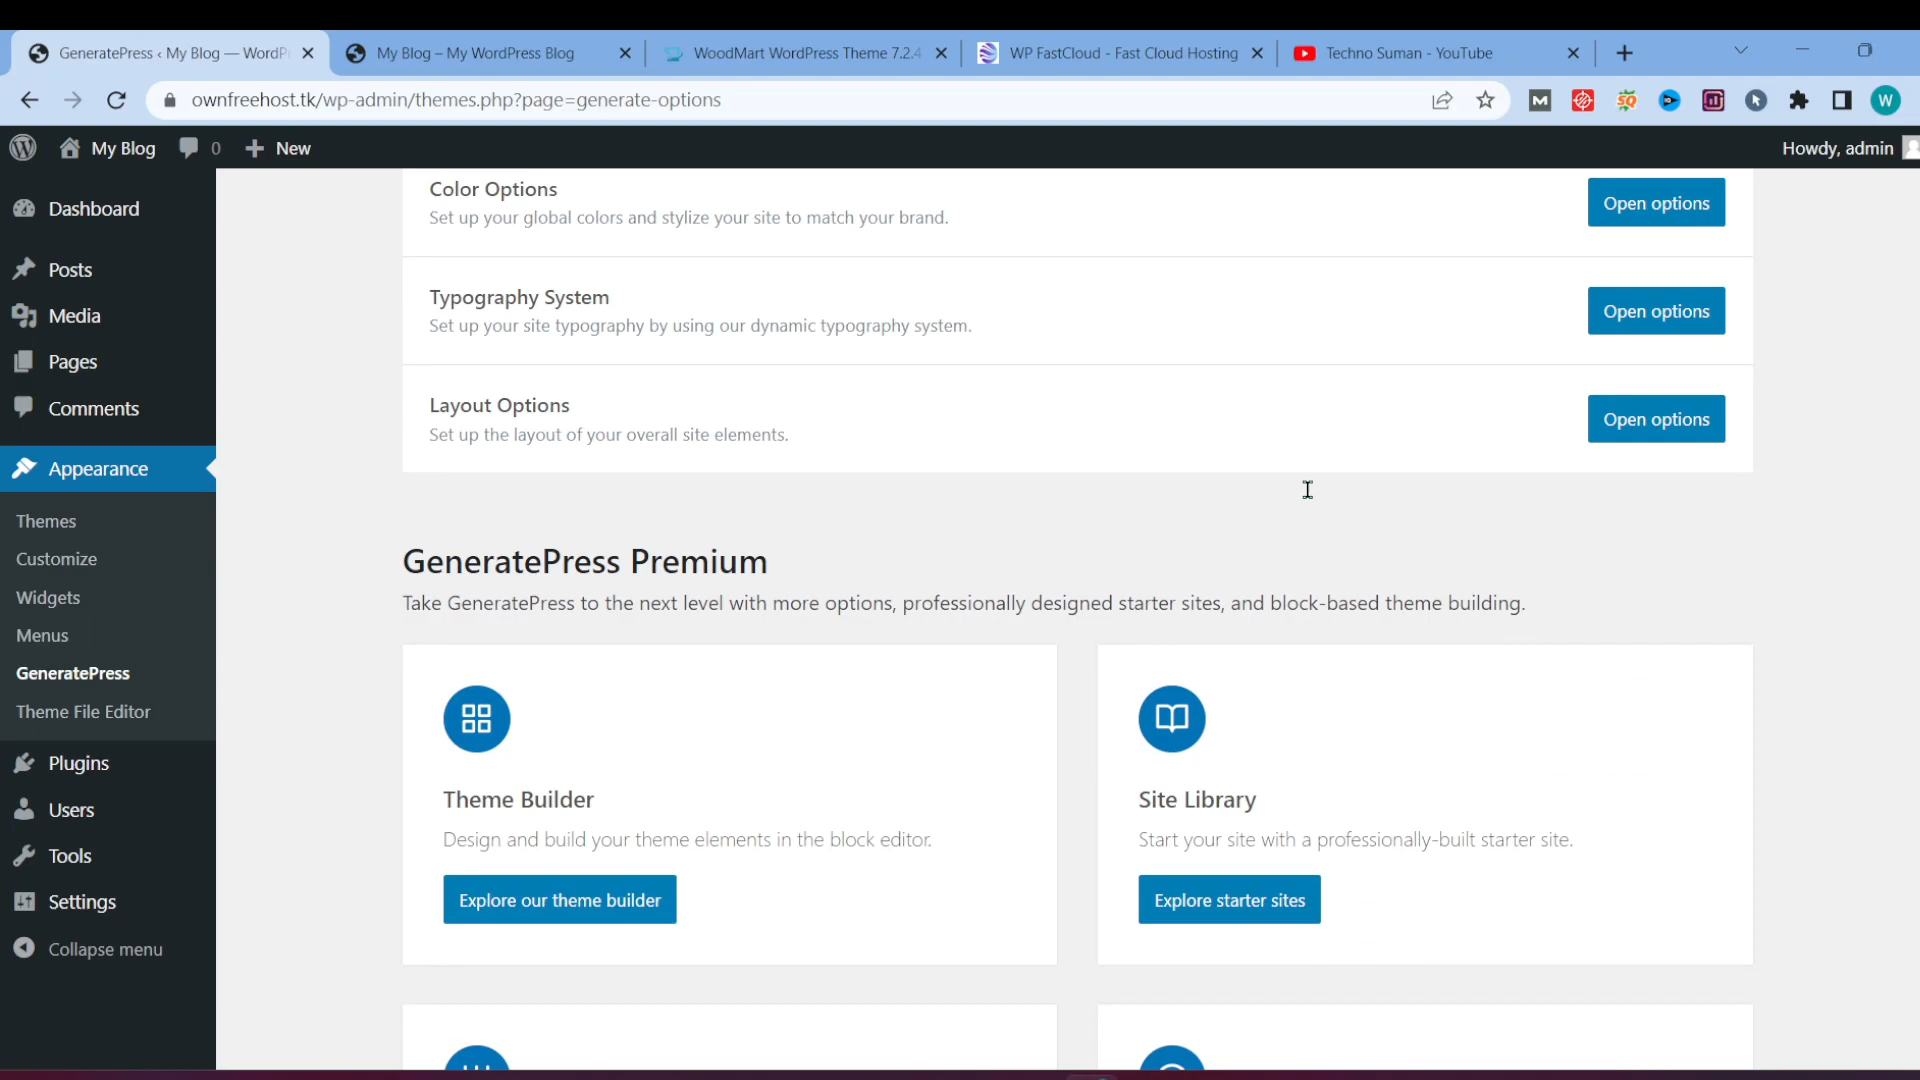 GeneratePress ‹ My Blog — WordP
My Blog – My WordPress Blog
WoodMart WordPress Theme 7.2.4
WP FastCloud - Fast Cloud Hosting
Techno Suman - YouTube
ownfreehost.tk/wp-admin/themes.php?page=generate-options
M
SQ
W
My Blog
0
New
Howdy, admin
Dashboard
Posts
Media
Pages
Comments
Appearance
Themes
Customize
Widgets
Menus
GeneratePress
Theme File Editor
Plugins
Users
Tools
Settings
Collapse menu
Color Options
Set up your global colors and stylize your site to match your brand.
Open options
Typography System
Set up your site typography by using our dynamic typography system.
Open options
Layout Options
Set up the layout of your overall site elements.
Open options
GeneratePress Premium
Take GeneratePress to the next level with more options, professionally designed starter sites, and block-based theme building.
Theme Builder
Design and build your theme elements in the block editor.
Explore our theme builder
Site Library
Start your site with a professionally-built starter site.
Explore starter sites